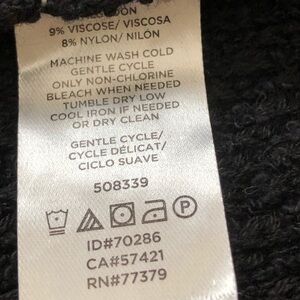 9% VISCOSE/ VISCOSA
8% NYLON/ NILÓN
MACHINE WASH COLD
GENTLE CYCLE
ONLY NON-CHLORINE
BLEACH WHEN NEEDED
TUMBLE DRY LOW
COOL IRON IF NEEDED
OR DRY CLEAN
GENTLE CYCLE/
CYCLE DÉLICAT/
CICLO SUAVE
508339
P
ID#70286
CA#57421
RN#77379